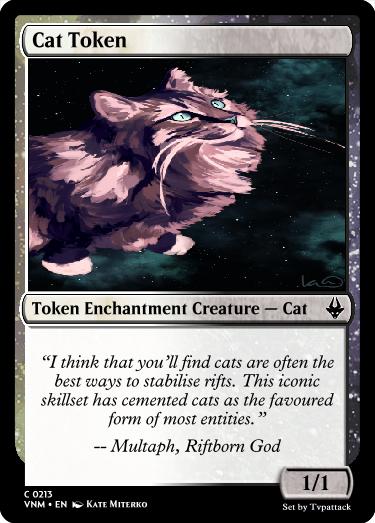 Cat Token
Token Enchantment Creature — Cat
“I think that you’ll find cats are often the
best ways to stabilise rifts. This iconic
skillset has cemented cats as the favoured
form of most entities.”
-- Multaph, Riftborn God
1/1
C 0213
VNM • EN Kate Miterko
Set by Tvpattack